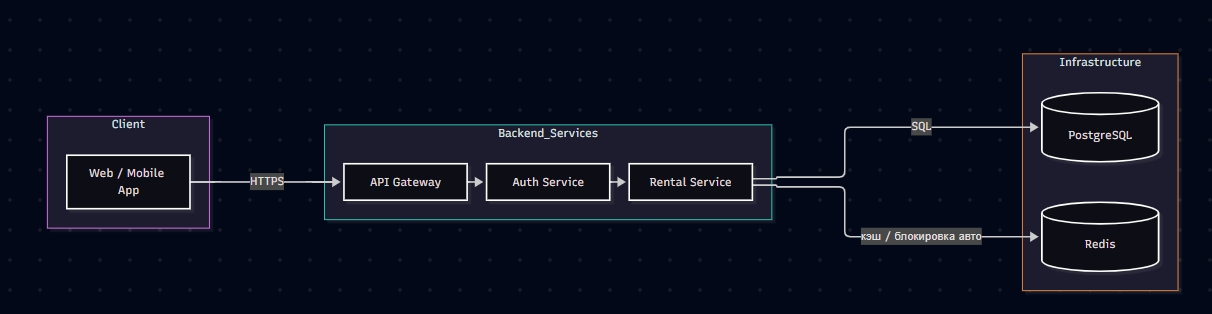 Client
Web / Mobile
App
HTTPS
Backend_Services
API Gateway
Auth Service
Rental Service
SQL
кэш / блокировка авто
Infrastructure
PostgreSQL
Redis